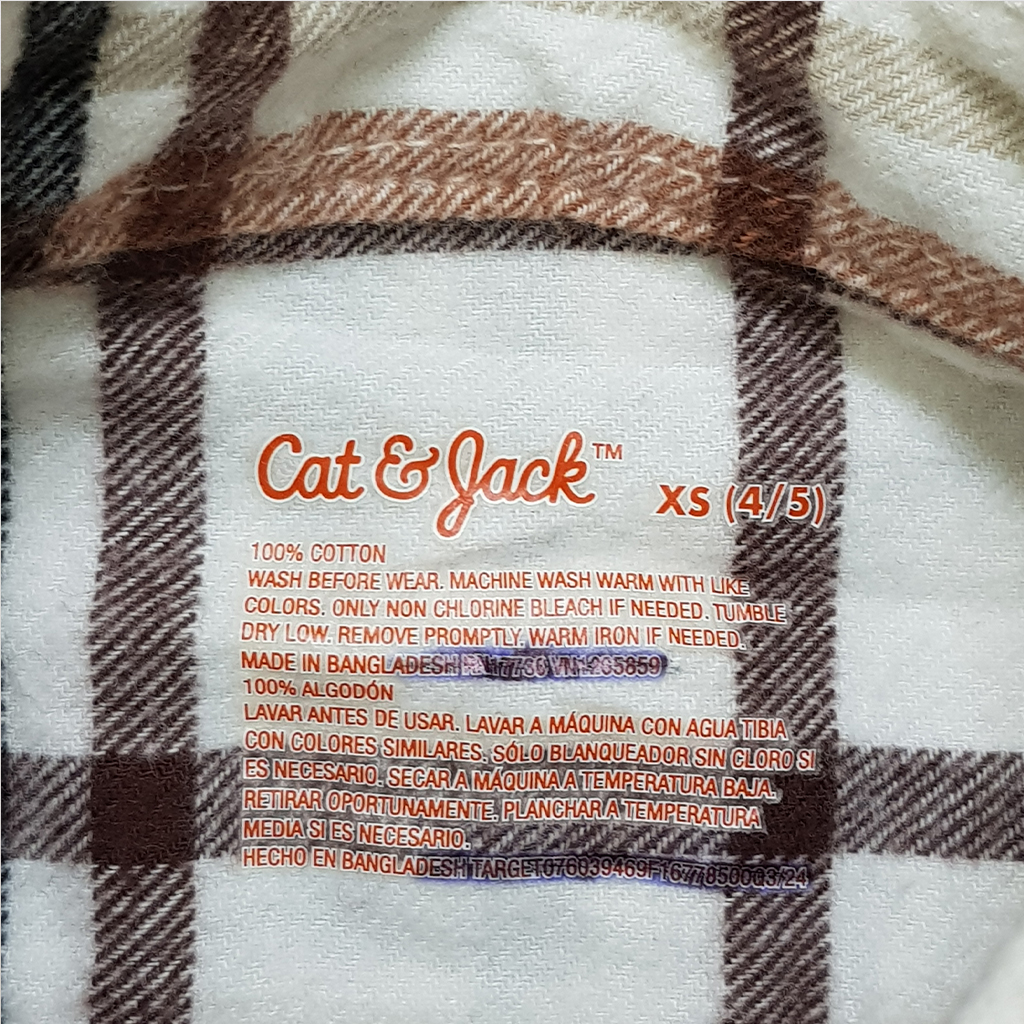 Cat & Jack™ XS (4/5)
100% COTTON
WASH BEFORE WEAR. MACHINE WASH WARM WITH LIKE
COLORS. ONLY NON CHLORINE BLEACH IF NEEDED. TUMBLE
DRY LOW. REMOVE PROMPTLY. WARM IRON IF NEEDED.
MADE IN BANGLADESH
100% ALGODÓN
LAVAR ANTES DE USAR. LAVAR A MÁQUINA CON AGUA TIBIA
CON COLORES SIMILARES. SÓLO BLANQUEADOR SIN CLORO SI
ES NECESARIO. SECAR A MÁQUINA A TEMPERATURA BAJA.
RETIRAR OPORTUNAMENTE. PLANCHAR A TEMPERATURA
MEDIA SI ES NECESARIO.
HECHO EN BANGLADESH